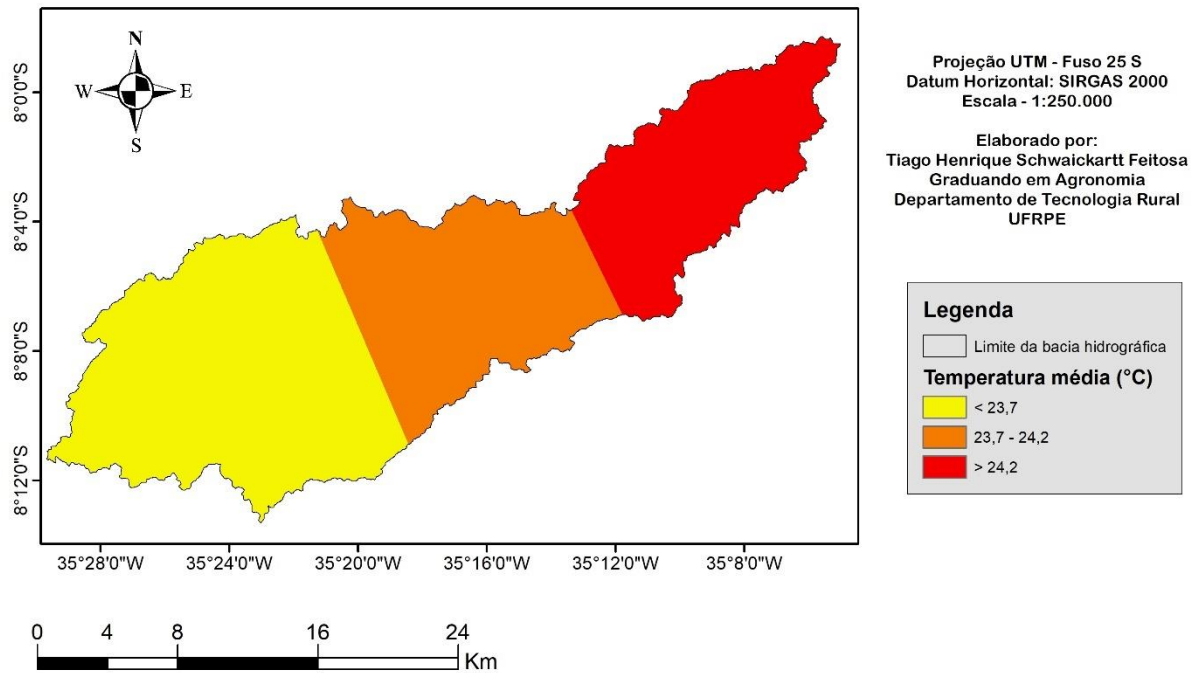 N
W
E
S
8°0'0"S
8°4'0"S
8°8'0"S
8°12'0"S
35°28'0"W
35°24'0"W
35°20'0"W
35°16'0"W
35°12'0"W
35°8'0"W
0
4
8
16
24
Km
Projeção UTM - Fuso 25 S
Datum Horizontal: SIRGAS 2000
Escala - 1:250.000
Elaborado por:
Tiago Henrique Schwaickartt Feitosa
Graduando em Agronomia
Departamento de Tecnologia Rural
UFRPE
Legenda
Limite da bacia hidrográfica
Temperatura média (°C)
< 23,7
23,7 - 24,2
> 24,2